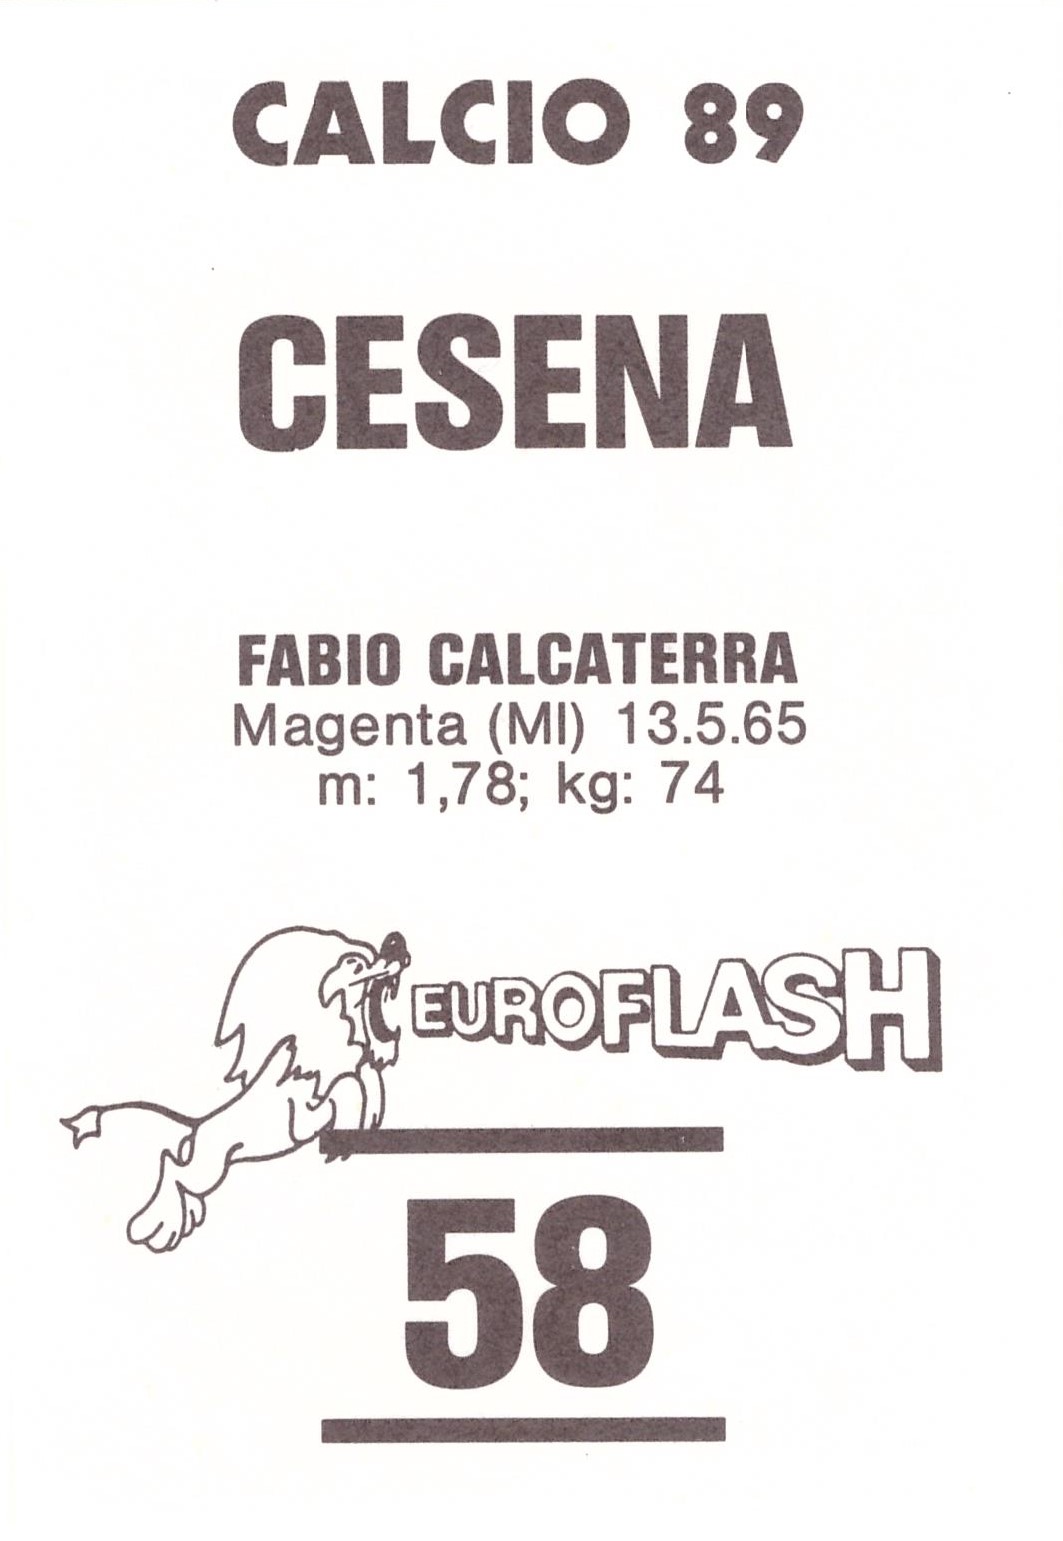 CALCIO 89
CESENA
FABIO CALCATERRA
Magenta (MI) 13.5.65
m: 1,78; kg: 74
EUROFLASH
58